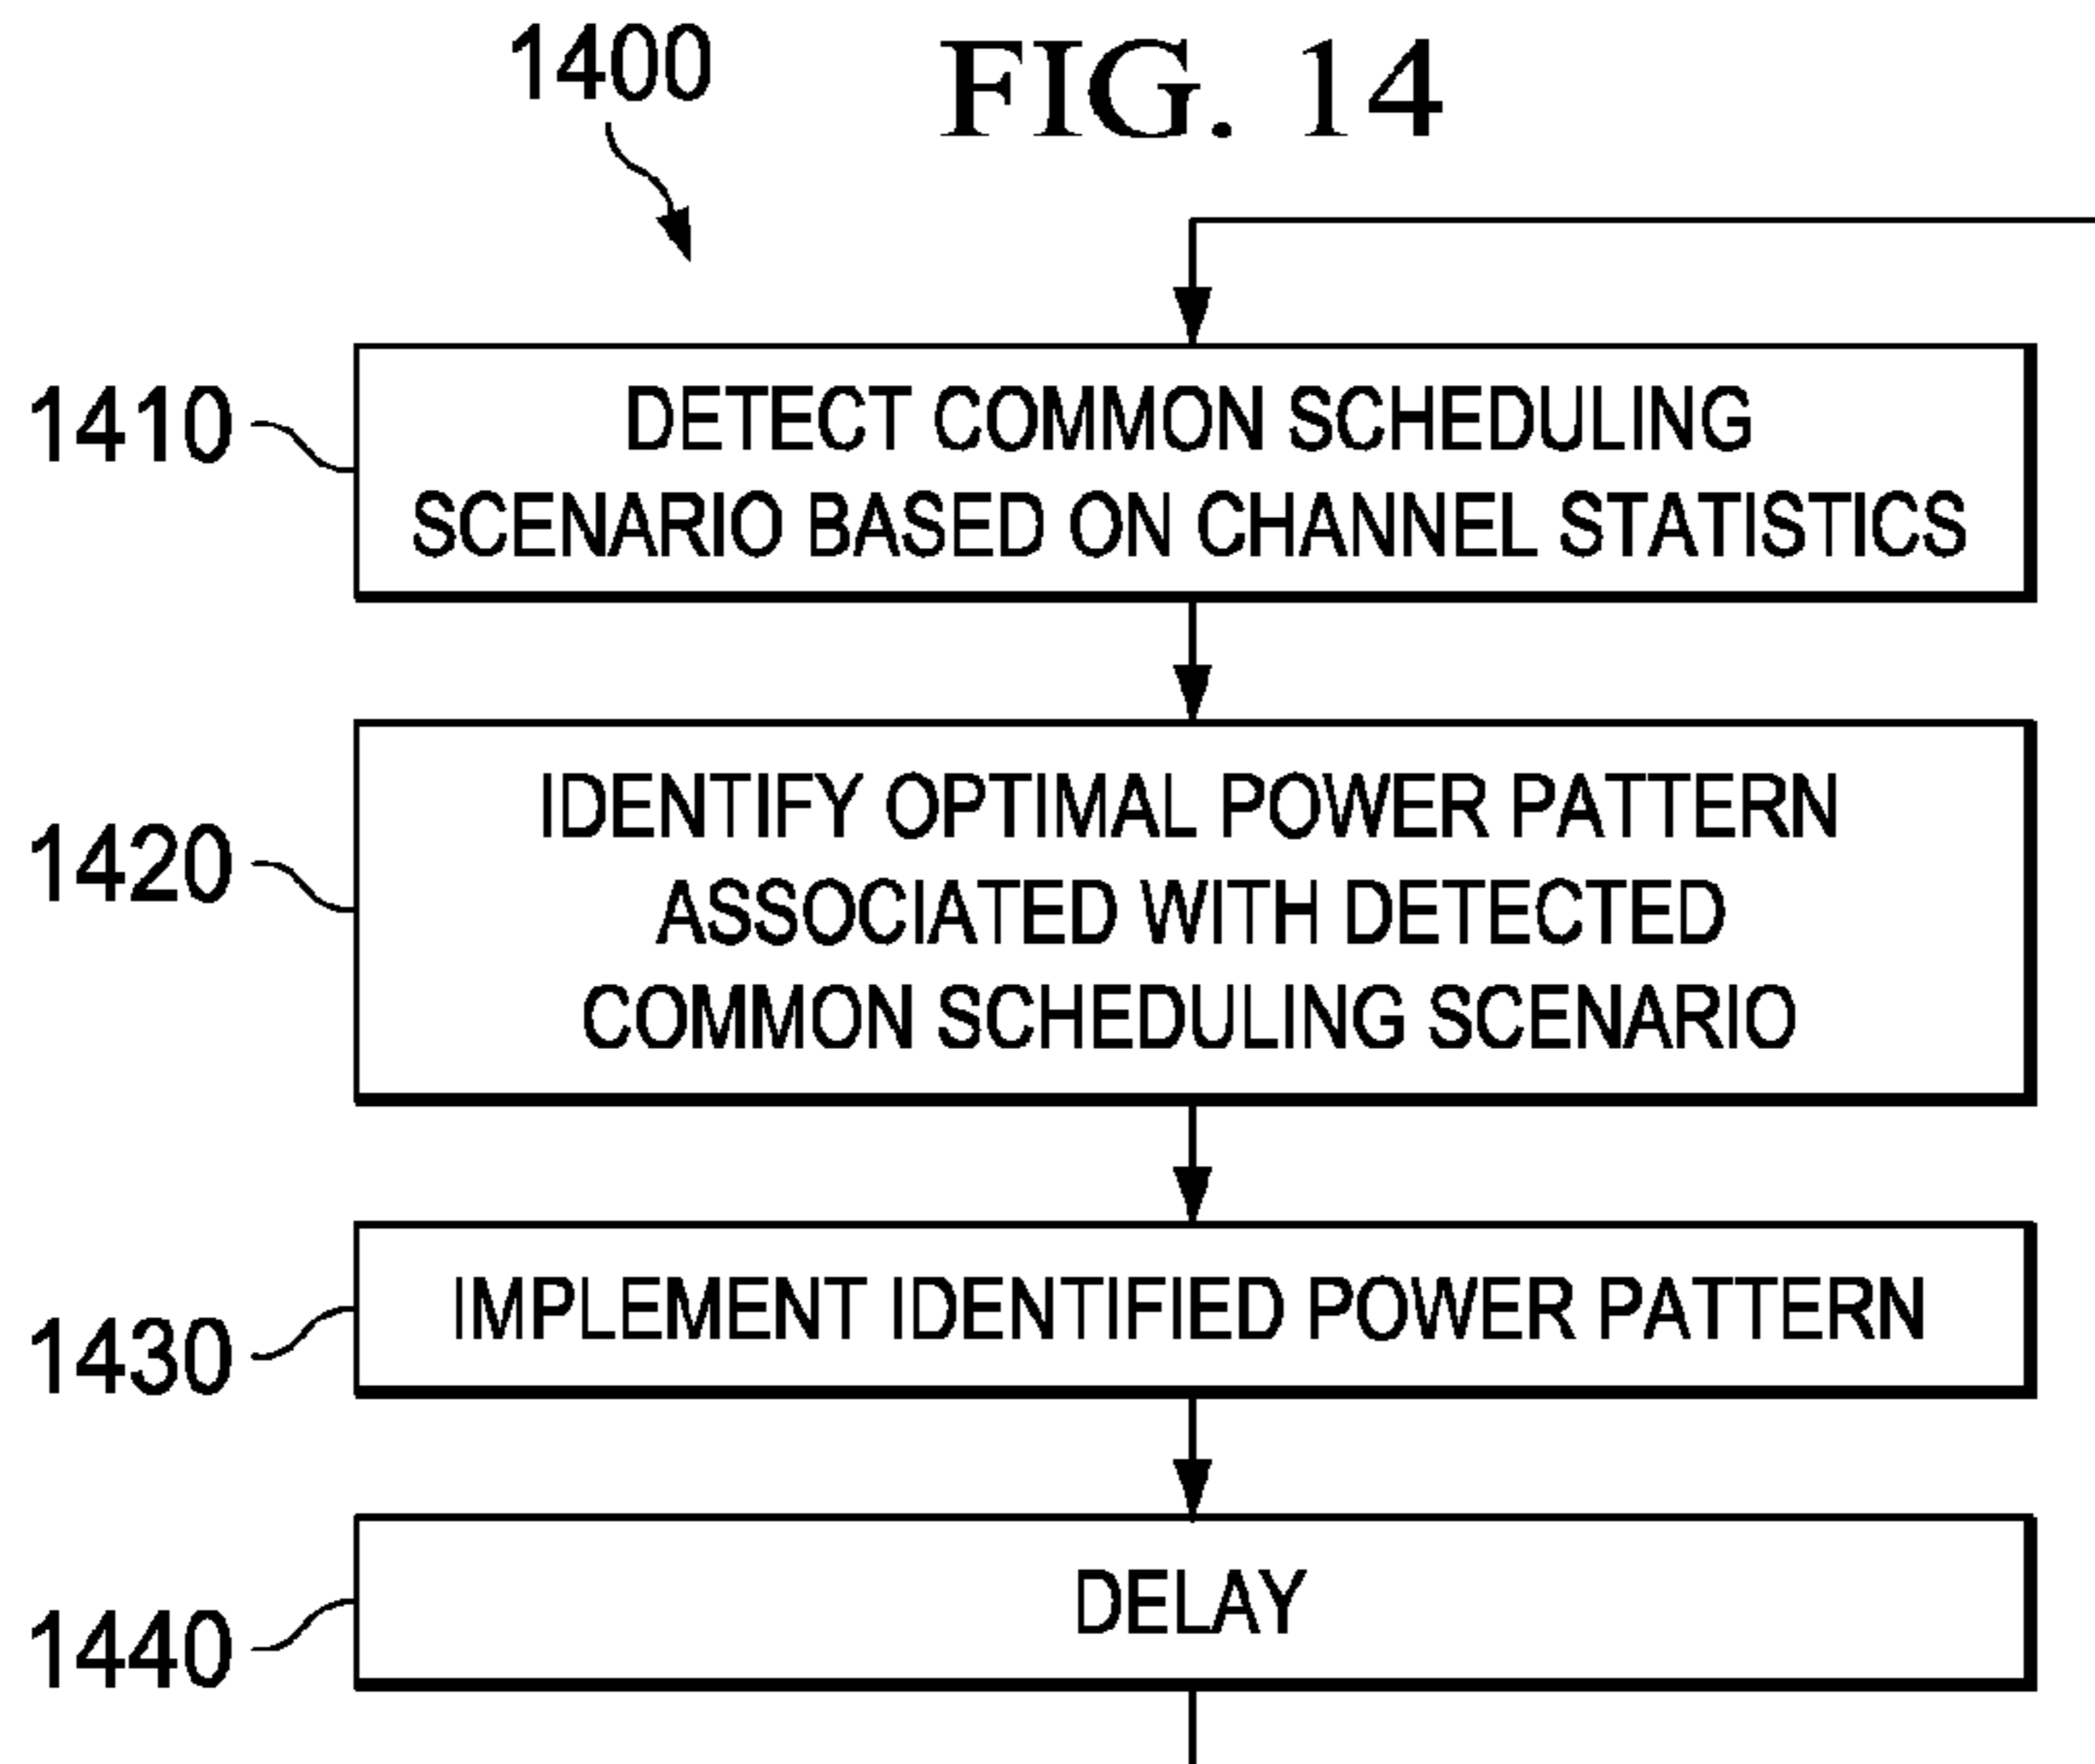 1400
FIG. 14
1410
DETECT COMMON SCHEDULING
SCENARIO BASED ON CHANNEL STATISTICS
1420
IDENTIFY OPTIMAL POWER PATTERN
ASSOCIATED WITH DETECTED
COMMON SCHEDULING SCENARIO
1430
IMPLEMENT IDENTIFIED POWER PATTERN
1440
DELAY